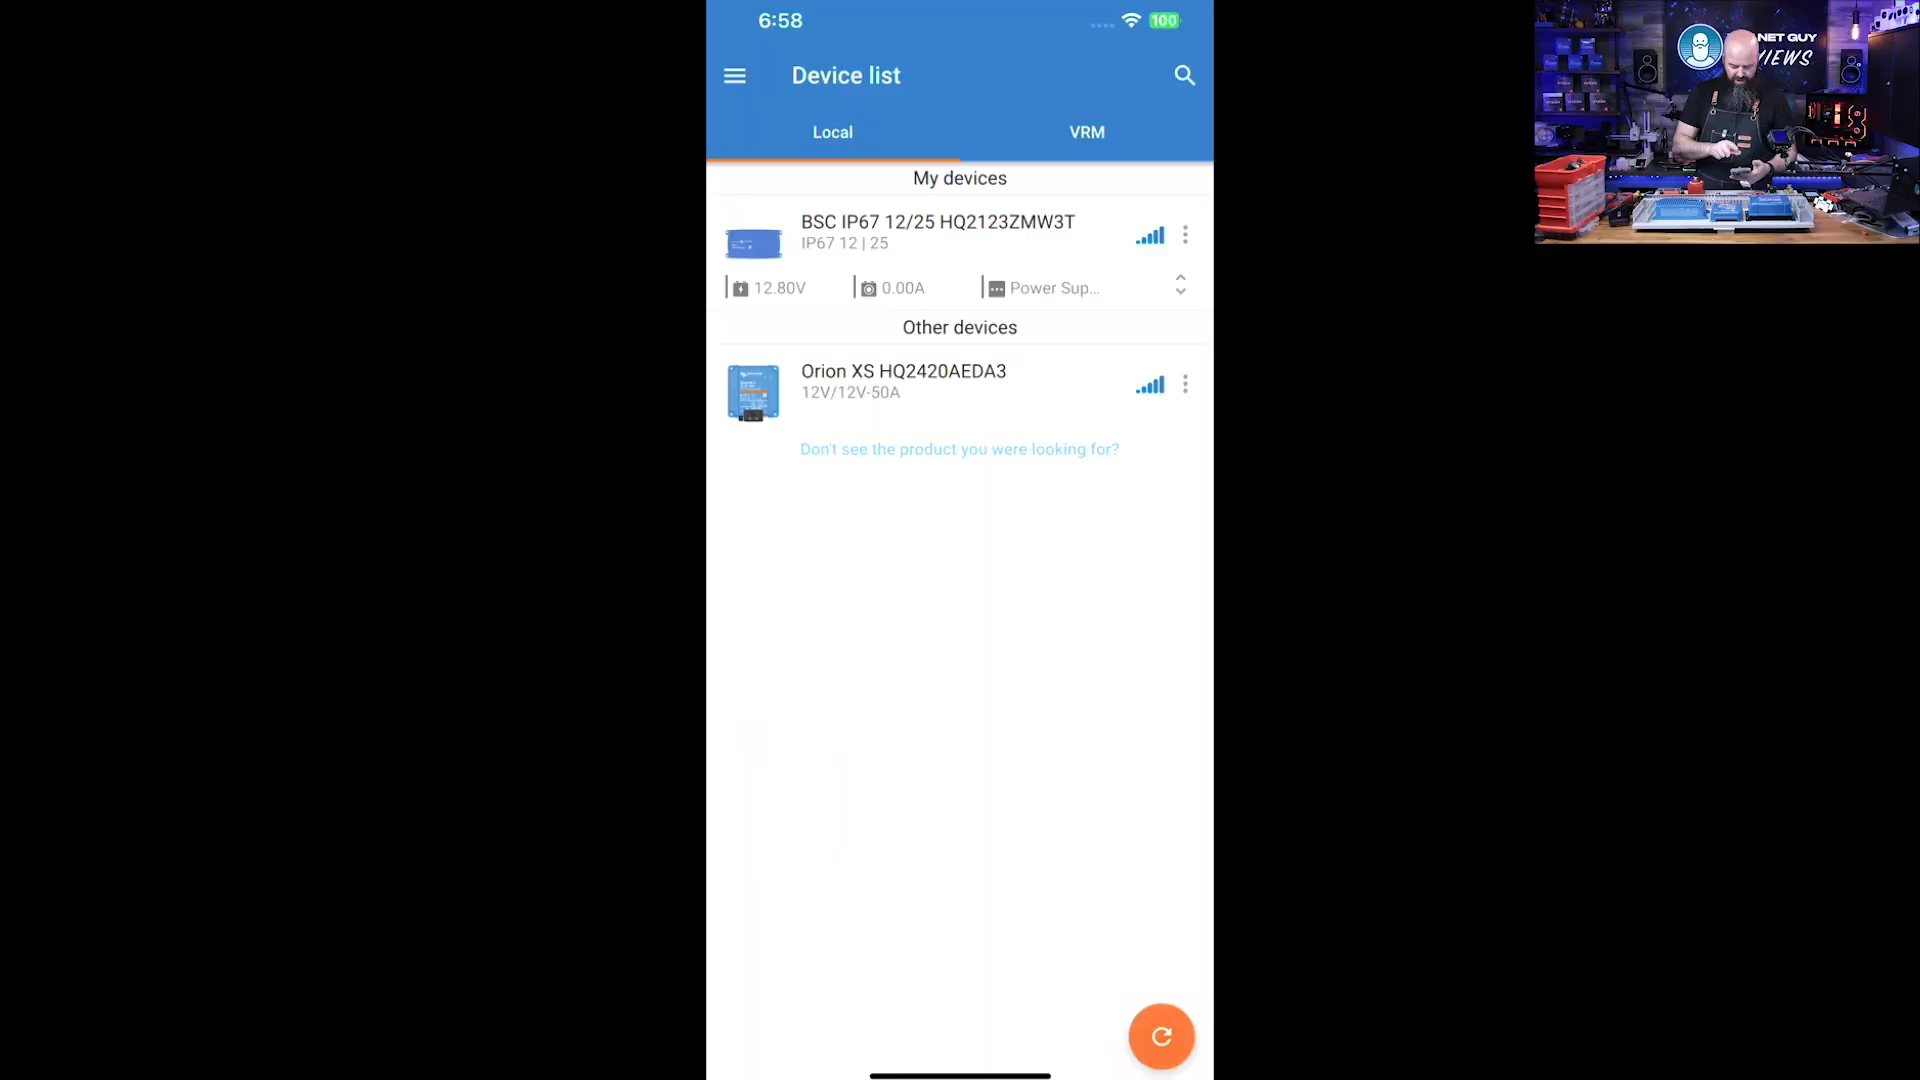 6:58
100
Device list
Local
VRM
My devices
BSC IP67 12/25 HQ2123ZMW3T
IP67 12 | 25
12.80V
0.00A
Power Sup...
Other devices
Orion XS HQ2420AEDA3
12V/12V-50A
Don't see the product you were looking for?
NET GUY